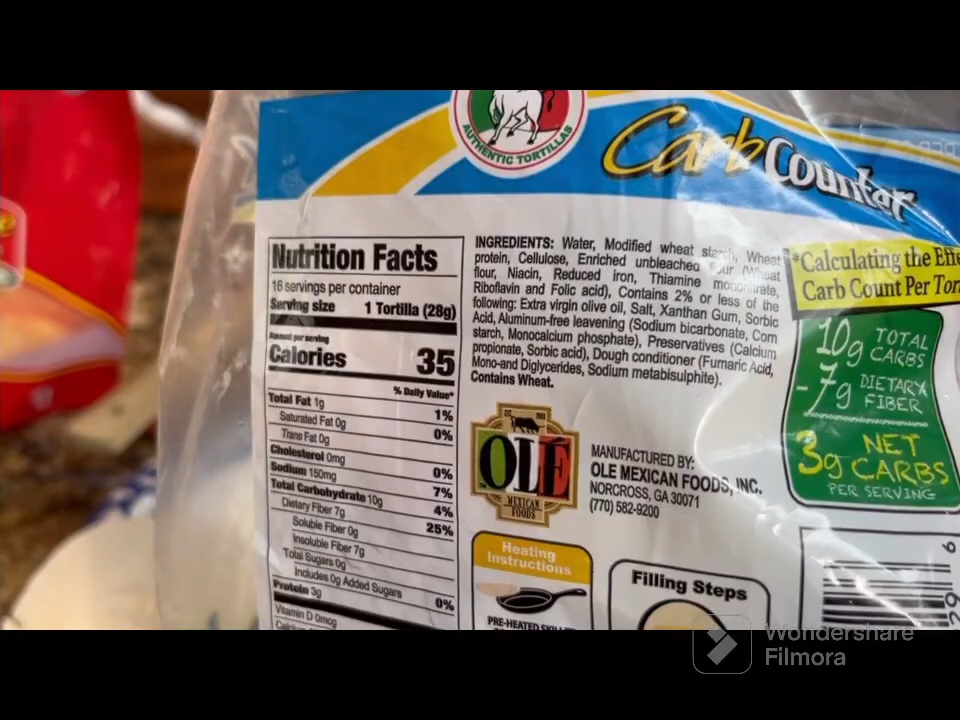 AUTHENTIC TORTILLAS
Carb Counter
Nutrition Facts
16 servings per container
Serving size 1 Tortilla (28g)
Amount per serving
Calories 35
% Daily Value*
Total Fat 1g 1%
Saturated Fat 0g 0%
Trans Fat 0g
Cholesterol 0mg 0%
Sodium 150mg 7%
Total Carbohydrate 10g 4%
Dietary Fiber 7g 25%
Soluble Fiber 0g
Insoluble Fiber 7g
Total Sugars 0g
Includes 0g Added Sugars 0%
Protein 3g
Vitamin D 0mcg
INGREDIENTS: Water, Modified wheat starch, Wheat
protein, Cellulose, Enriched unbleached flour (Wheat
flour, Niacin, Reduced iron, Thiamine mononitrate,
Riboflavin and Folic acid), Contains 2% or less of the
following: Extra virgin olive oil, Salt, Xanthan Gum, Sorbic
Acid, Aluminum-free leavening (Sodium bicarbonate, Corn
starch, Monocalcium phosphate), Preservatives (Calcium
propionate, Sorbic acid), Dough conditioner (Fumaric Acid,
Mono-and Diglycerides, Sodium metabisulphite).
Contains Wheat.
OLÉ
MEXICAN
FOODS
MANUFACTURED BY:
OLE MEXICAN FOODS, INC.
NORCROSS, GA 30071
(770) 582-9200
Heating
Instructions
PRE-HEATED
Filling Steps
*Calculating the
Carb Count Per
10g TOTAL
CARBS
- 7g DIETARY
FIBER
3g NET
CARBS
PER SERVING
Wondershare
Filmora